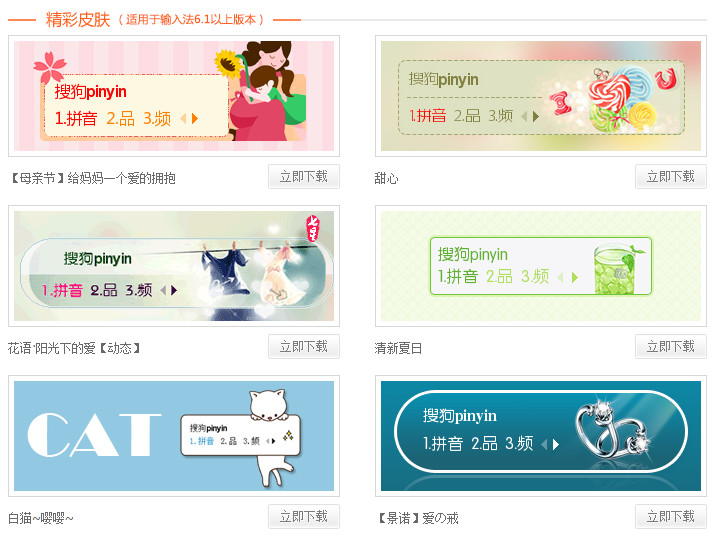 精彩皮肤（适用于输入法6.1以上版本）
搜狗pinyin
1.拼音 2.品 3.频
【母亲节】给妈妈一个爱的拥抱
立即下载
搜狗pinyin
1.拼音 2.品 3.频
甜心
立即下载
搜狗pinyin
1.拼音 2.品 3.频
花语·阳光下的爱【动态】
立即下载
搜狗pinyin
1.拼音 2.品 3.频
清新夏日
立即下载
CAT
搜狗pinyin
1.拼音 2.品 3.频
白猫~嘤嘤~
立即下载
搜狗pinyin
1.拼音 2.品 3.频
【景诺】爱の戒
立即下载